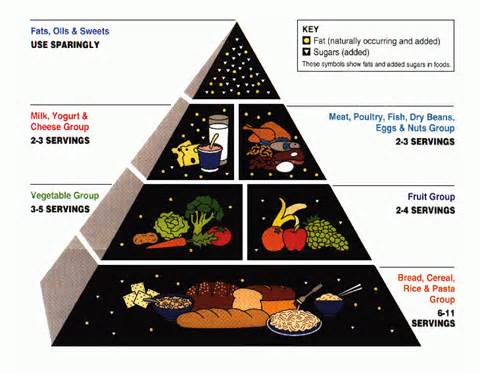 Fats, Oils & Sweets
USE SPARINGLY
KEY
Fat (naturally occurring and added)
Sugars (added)
These symbols show fats and added sugars in foods.
Milk, Yogurt &
Cheese Group
2-3 SERVINGS
Meat, Poultry, Fish, Dry Beans,
Eggs & Nuts Group
2-3 SERVINGS
Vegetable Group
3-5 SERVINGS
Fruit Group
2-4 SERVINGS
Bread, Cereal,
Rice & Pasta
Group
6-11
SERVINGS